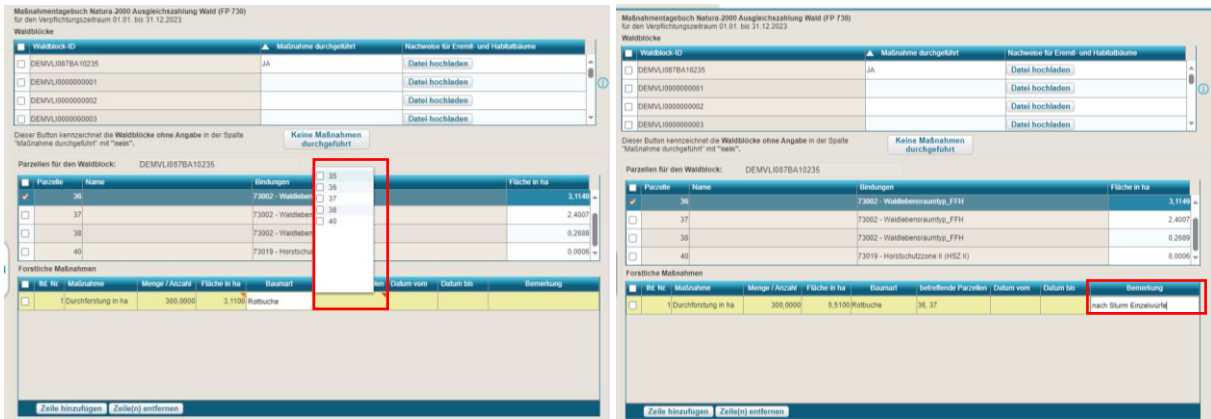 Maßnahmentagebuch Natura-2000 Ausgleichszahlung Wald (FP 730)
für den Verpflichtungszeitraum 01.01. bis 31.12.2023
Waldblöcke
Waldblock-ID Maßnahme durchgeführt Nachweise für Eremit- und Habitatbäume
DEMVLI087BA10235 JA Datei hochladen
DEMVLI0000000001 Datei hochladen
DEMVLI0000000002 Datei hochladen
DEMVLI0000000003 Datei hochladen
Dieser Button kennzeichnet die Waldblöcke ohne Angabe in der Spalte
"Maßnahme durchgeführt" mit "nein".
Keine Maßnahmen
durchgeführt
Parzellen für den Waldblock: DEMVLI087BA10235
Parzelle Name Bindungen Fläche in ha
36 73002 - Waldleben 3,1149
37 73002 - Waldleben 2,4007
38 73002 - Waldleben 0,2689
40 73019 - Horstschu 0,0006
35
36
37
38
40
Forstliche Maßnahmen
lfd. Nr. Maßnahme Menge / Anzahl Fläche in ha Baumart len Datum vom Datum bis Bemerkung
1 Durchforstung in ha 300,0000 3,1100 Rotbuche
Zeile hinzufügen Zeile(n) entfernen
Maßnahmentagebuch Natura-2000 Ausgleichszahlung Wald (FP 730)
für den Verpflichtungszeitraum 01.01. bis 31.12.2023
Waldblöcke
Waldblock-ID Maßnahme durchgeführt Nachweise für Eremit- und Habitatbäume
DEMVLI087BA10235 JA Datei hochladen
DEMVLI0000000001 Datei hochladen
DEMVLI0000000002 Datei hochladen
DEMVLI0000000003 Datei hochladen
Dieser Button kennzeichnet die Waldblöcke ohne Angabe in der Spalte
"Maßnahme durchgeführt" mit "nein".
Keine Maßnahmen
durchgeführt
Parzellen für den Waldblock: DEMVLI087BA10235
Parzelle Name Bindungen Fläche in ha
36 73002 - Waldlebensraumtyp_FFH 3,1149
37 73002 - Waldlebensraumtyp_FFH 2,4007
38 73002 - Waldlebensraumtyp_FFH 0,2689
40 73019 - Horstschutzzone II (HSZ II) 0,0006
Forstliche Maßnahmen
lfd. Nr. Maßnahme Menge / Anzahl Fläche in ha Baumart betreffende Parzellen Datum vom Datum bis Bemerkung
1 Durchforstung in ha 300,0000 5,5100 Rotbuche 36, 37 nach Sturm Einzelwürfe
Zeile hinzufügen Zeile(n) entfernen